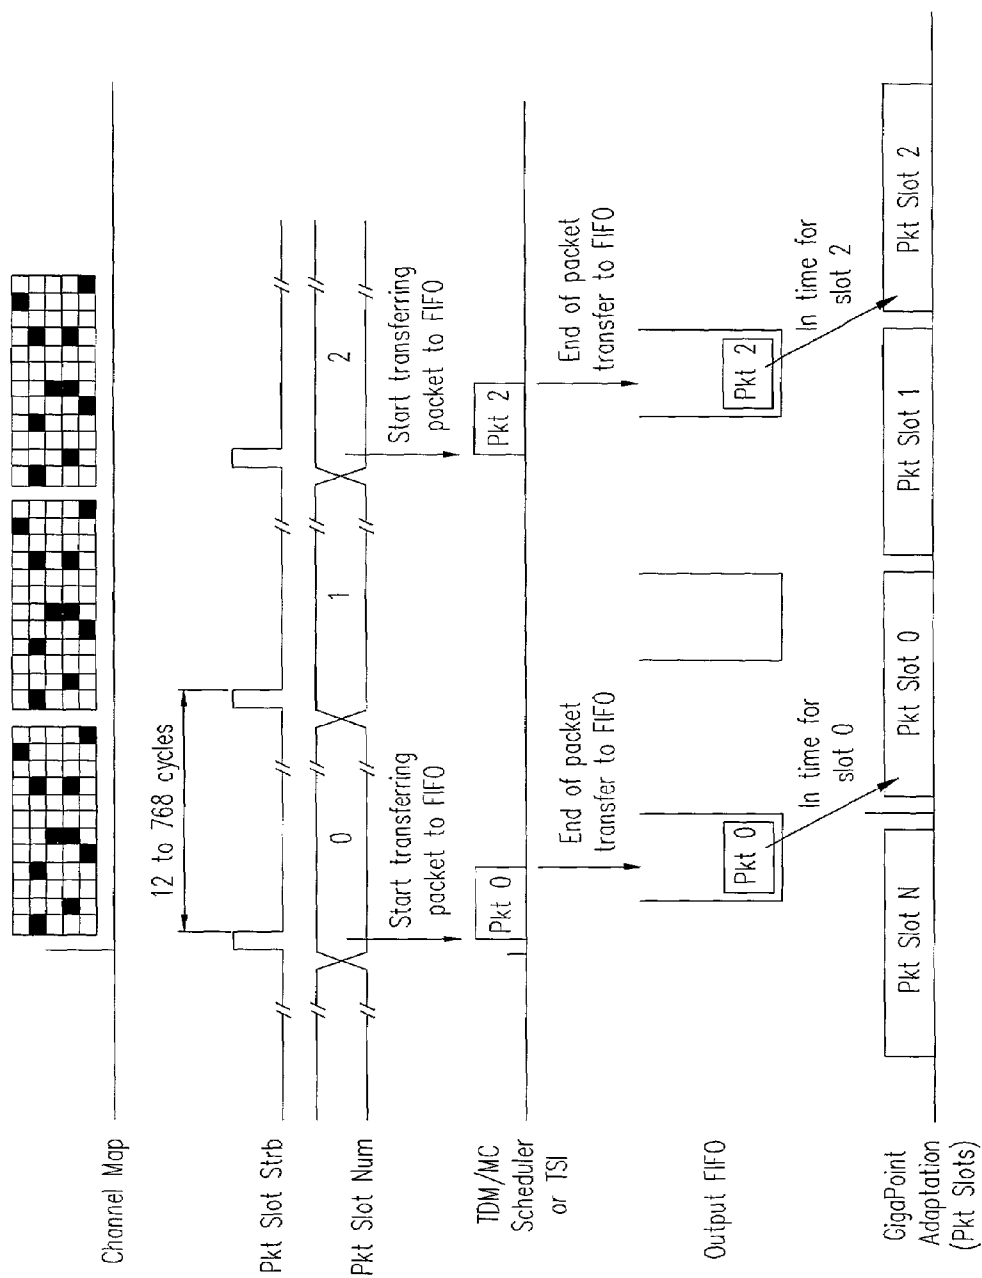 Channel Map
12 to 768 cycles
Pkt Slot Strb
Pkt Slot Num
0
1
2
Start transferring
packet to FIFO
Start transferring
packet to FIFO
TDM/MC
Scheduler
or TSI
Pkt 0
Pkt 2
End of packet
transfer to FIFO
End of packet
transfer to FIFO
Output FIFO
Pkt 0
Pkt 2
In time for
slot 0
In time for
slot 2
GigaPoint
Adaptation
(Pkt Slots)
Pkt Slot N
Pkt Slot 0
Pkt Slot 1
Pkt Slot 2